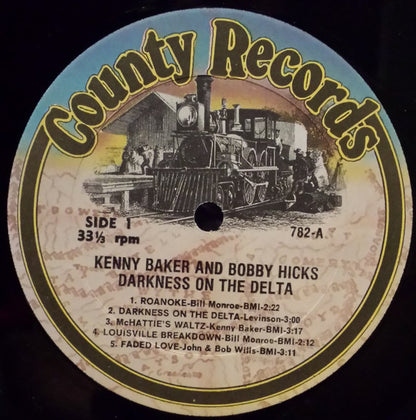 County Records
SIDE 1
33⅓ rpm
782-A
KENNY BAKER AND BOBBY HICKS
DARKNESS ON THE DELTA
1. ROANOKE-Bill Monroe-BMI-2:22
2. DARKNESS ON THE DELTA-Levinson-3:00
3. McHATTIE'S WALTZ-Kenny Baker-BMI-3:17
4. LOUISVILLE BREAKDOWN-Bill Monroe-BMI-2:12
5. FADED LOVE-John & Bob Wills-BMI-3:11